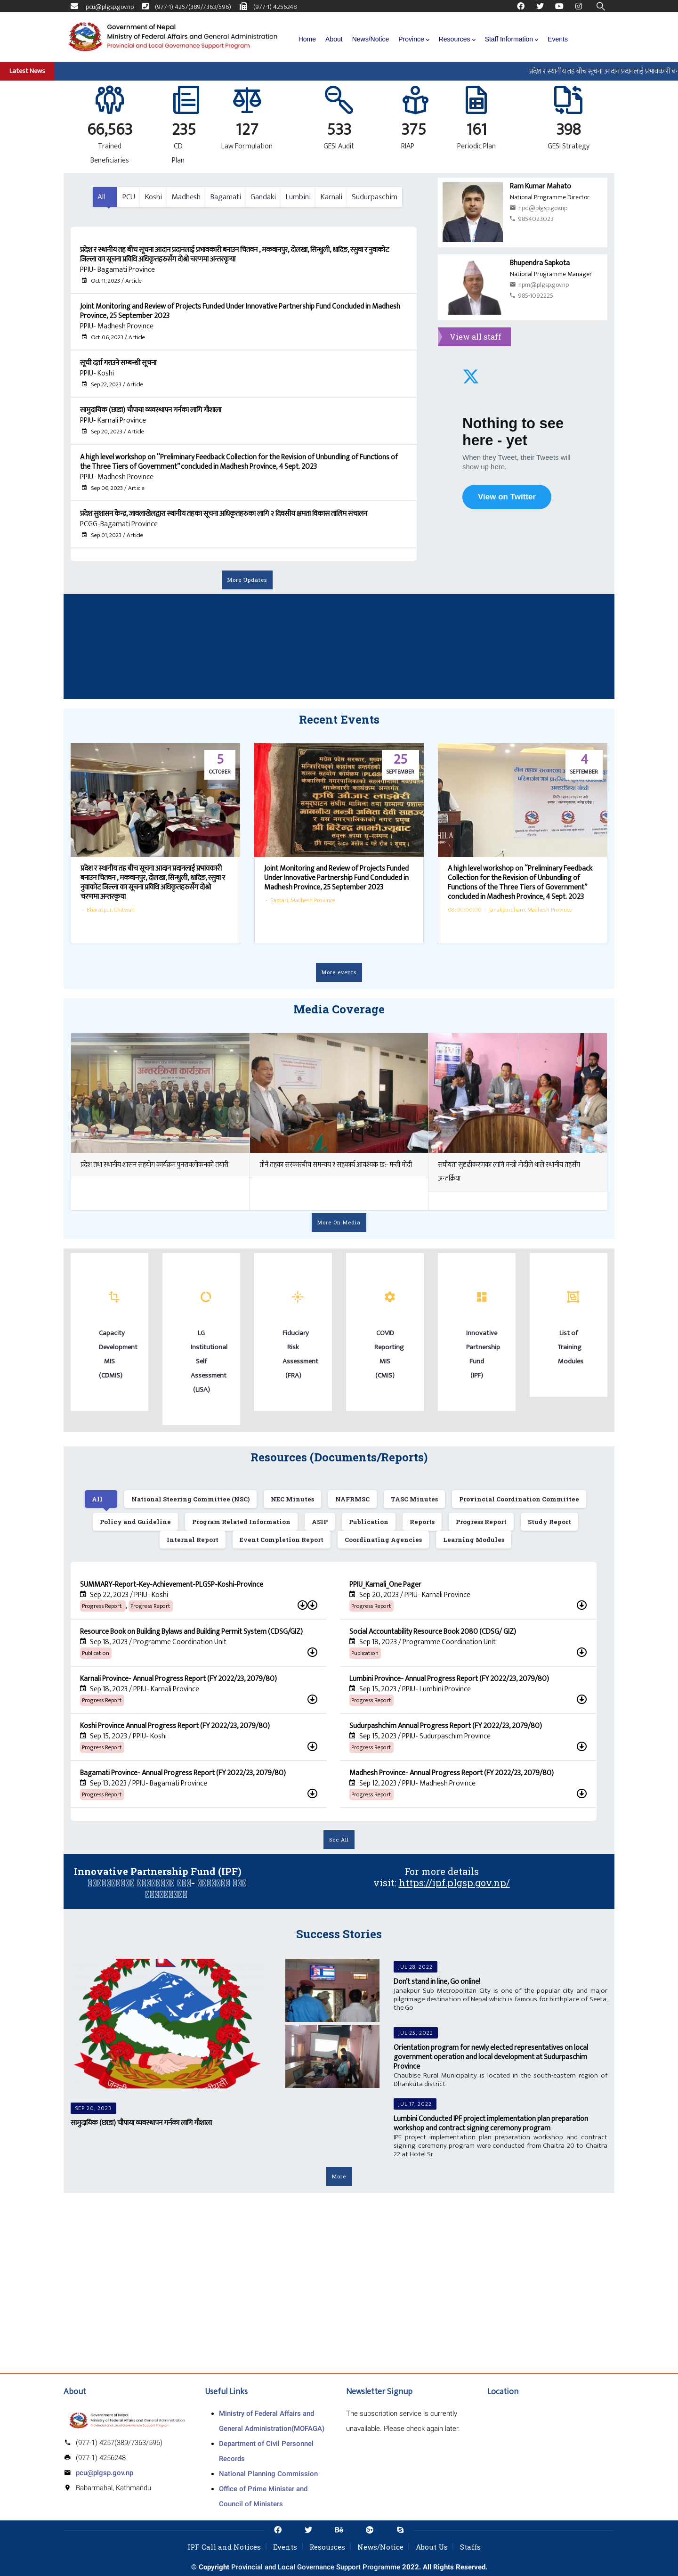 pcu@plgsp.gov.np (977-1) 4257(389/7363/596) (977-1) 4256248
Government of Nepal
Ministry of Federal Affairs and General Administration
Provincial and Local Governance Support Program
Home About News/Notice Province Resources Staff Information Events
Latest News
प्रदेश र स्थानीय तह बीच सूचना आदान प्रदानलाई प्रभावकारी
66,563
Trained
Beneficiaries
235
CD
Plan
127
Law Formulation
533
GESI Audit
375
RIAP
161
Periodic Plan
398
GESI Strategy
All PCU Koshi Madhesh Bagamati Gandaki Lumbini Karnali Sudurpaschim
प्रदेश र स्थानीय तह बीच सूचना आदान प्रदानलाई प्रभावकारी बनाउन चितवन , मकवानपुर, दोलखा, सिन्धुली, धादिङ, रसुवा र नुवाकोट
जिल्ला का सूचना प्रविधि अधिकृतहरुसँग दोश्रो चरणमा अन्तरकृया
PPIU- Bagamati Province
Oct 11, 2023 / Article
Joint Monitoring and Review of Projects Funded Under Innovative Partnership Fund Concluded in Madhesh
Province, 25 September 2023
PPIU- Madhesh Province
Oct 06, 2023 / Article
सूची दर्ता गराउने सम्बन्धी सूचना
PPIU- Koshi
Sep 22, 2023 / Article
सामुदायिक (छाडा) चौपाया व्यवस्थापन गर्नका लागि गौशाला
PPIU- Karnali Province
Sep 20, 2023 / Article
A high level workshop on “Preliminary Feedback Collection for the Revision of Unbundling of Functions of
the Three Tiers of Government” concluded in Madhesh Province, 4 Sept. 2023
PPIU- Madhesh Province
Sep 06, 2023 / Article
प्रदेश सुशासन केन्द्र, जावलाखेलद्वारा स्थानीय तहका सूचना अधिकृतहरुका लागि २ दिवसीय क्षमता विकास तालिम संचालन
PCGG-Bagamati Province
Sep 01, 2023 / Article
More Updates
Ram Kumar Mahato
National Programme Director
npd@plgsp.gov.np
9854023023
Bhupendra Sapkota
National Programme Manager
npm@plgsp.gov.np
985-1092225
View all staff
Nothing to see
here - yet
When they Tweet, their Tweets will
show up here.
View on Twitter
Recent Events
5
OCTOBER
प्रदेश र स्थानीय तह बीच सूचना आदान प्रदानलाई प्रभावकारी
बनाउन चितवन , मकवानपुर, दोलखा, सिन्धुली, धादिङ, रसुवा र
नुवाकोट जिल्ला का सूचना प्रविधि अधिकृतहरुसँग दोश्रो
चरणमा अन्तरकृया
- Bharatpur, Chitwan
25
SEPTEMBER
Joint Monitoring and Review of Projects Funded
Under Innovative Partnership Fund Concluded in
Madhesh Province, 25 September 2023
- Saptari, Madhesh Province
4
SEPTEMBER
A high level workshop on “Preliminary Feedback
Collection for the Revision of Unbundling of
Functions of the Three Tiers of Government”
concluded in Madhesh Province, 4 Sept. 2023
Janakpurdham, Madhesh Province
More events
Media Coverage
प्रदेश तथा स्थानीय शासन सहयोग कार्यक्रम पुनरावलोकनको तयारी
तीनै तहका सरकारबीच समन्वय र सहकार्य आवश्यक छ:- मन्त्री मोदी
संघीयता सुदृढीकरणका लागि मन्त्री मोदीले थाले स्थानीय तहसँग
अन्तर्क्रिया
More On Media
Capacity
Development
MIS
(CDMIS)
LG
Institutional
Self
Assessment
(LISA)
Fiduciary
Risk
Assessment
(FRA)
COVID
Reporting
MIS
(CMIS)
Innovative
Partnership
Fund
(IPF)
List of
Training
Modules
Resources (Documents/Reports)
All National Steering Committee (NSC) NEC Minutes NAFRMSC TASC Minutes Provincial Coordination Committee
Policy and Guideline Program Related Information ASIP Publication Reports Progress Report Study Report
Internal Report Event Completion Report Coordinating Agencies Learning Modules
SUMMARY-Report-Key-Achievement-PLGSP-Koshi-Province
Sep 22, 2023 / PPIU- Koshi
Progress Report , Progress Report
PPIU_Karnali_One Pager
Sep 20, 2023 / PPIU- Karnali Province
Progress Report
Resource Book on Building Bylaws and Building Permit System (CDSG/GIZ)
Sep 18, 2023 / Programme Coordination Unit
Publication
Social Accountability Resource Book 2080 (CDSG/ GIZ)
Sep 18, 2023 / Programme Coordination Unit
Publication
Karnali Province- Annual Progress Report (FY 2022/23, 2079/80)
Sep 18, 2023 / PPIU- Karnali Province
Progress Report
Lumbini Province- Annual Progress Report (FY 2022/23, 2079/80)
Sep 15, 2023 / PPIU- Lumbini Province
Progress Report
Koshi Province Annual Progress Report (FY 2022/23, 2079/80)
Sep 15, 2023 / PPIU- Koshi
Progress Report
Sudurpashchim Annual Progress Report (FY 2022/23, 2079/80)
Sep 15, 2023 / PPIU- Sudurpaschim Province
Progress Report
Bagamati Province- Annual Progress Report (FY 2022/23, 2079/80)
Sep 13, 2023 / PPIU- Bagamati Province
Progress Report
Madhesh Province- Annual Progress Report (FY 2022/23, 2079/80)
Sep 12, 2023 / PPIU- Madhesh Province
Progress Report
See All
Innovative Partnership Fund (IPF)
For more details
visit: https://ipf.plgsp.gov.np/
Success Stories
SEP 20, 2023
सामुदायिक (छाडा) चौपाया व्यवस्थापन गर्नका लागि गौशाला
JUL 28, 2022
Don’t stand in line, Go online!
Janakpur Sub Metropolitan City is one of the popular city and major
pilgrimage destination of Nepal which is famous for birthplace of Seeta,
the Go
JUL 25, 2022
Orientation program for newly elected representatives on local
government operation and local development at Sudurpaschim
Province
Chaubise Rural Municipality is located in the south-eastern region of
Dhankuta district.
JUL 17, 2022
Lumbini Conducted IPF project implementation plan preparation
workshop and contract signing ceremony program
IPF project implementation plan preparation workshop and contract
signing ceremony program were conducted from Chaitra 20 to Chaitra
22 at Hotel Sr
More
About
Government of Nepal
Ministry of Federal Affairs and General Administration
Provincial and Local Governance Support Program
(977-1) 4257(389/7363/596)
(977-1) 4256248
pcu@plgsp.gov.np
Babarmahal, Kathmandu
Useful Links
Ministry of Federal Affairs and
General Administration(MOFAGA)
Department of Civil Personnel
Records
National Planning Commission
Office of Prime Minister and
Council of Ministers
Newsletter Signup
The subscription service is currently
unavailable. Please check again later.
Location
IPF Call and Notices Events Resources News/Notice About Us Staffs
© Copyright Provincial and Local Governance Support Programme 2022. All Rights Reserved.